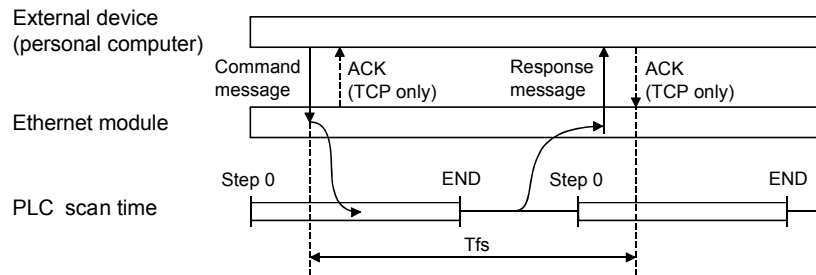 External device
(personal computer)
Command
message
ACK
(TCP only)
Response
message
ACK
(TCP only)
Ethernet module
Step 0
END
Step 0
END
PLC scan time
Tfs